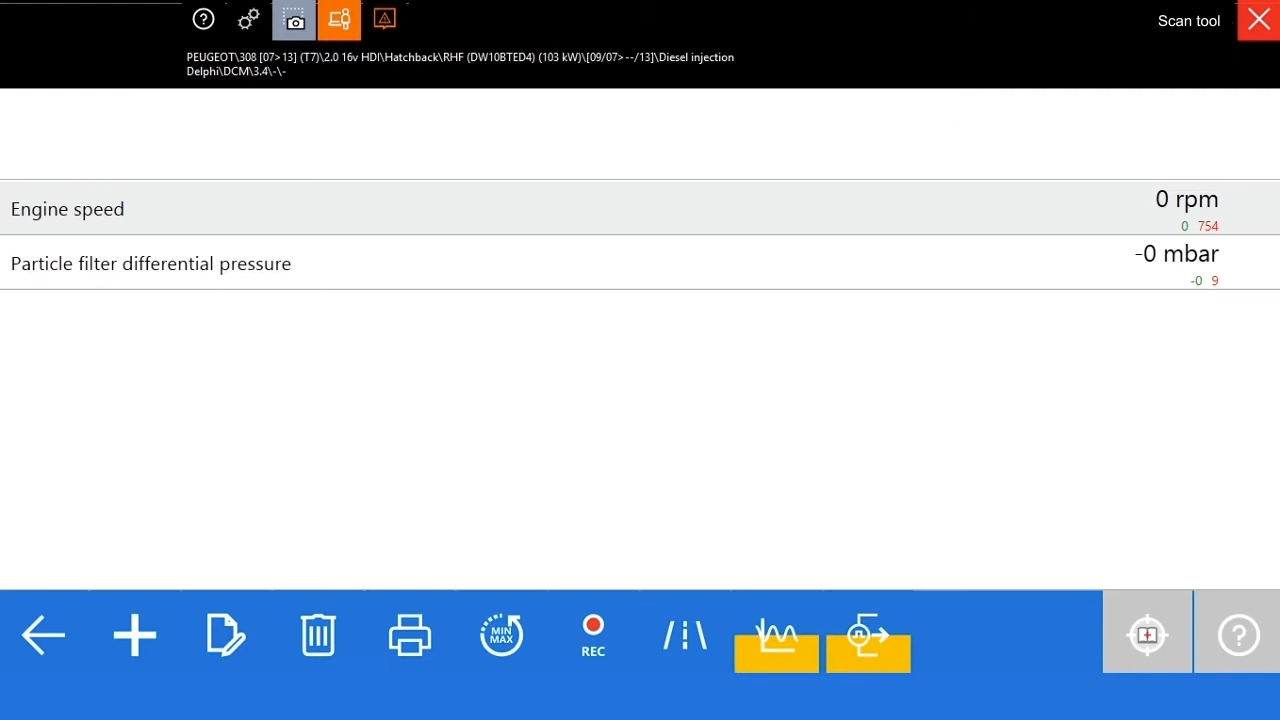 Scan tool
PEUGEOT\308 [07>13] (T7)\2.0 16v HDI\Hatchback\RHF (DW10BTED4) (103 kW)\[09/07>--/13]\Diesel injection
Delphi\DCM\3.4\-\-
Engine speed
0 rpm
0 754
Particle filter differential pressure
-0 mbar
-0 9
MIN
MAX
REC